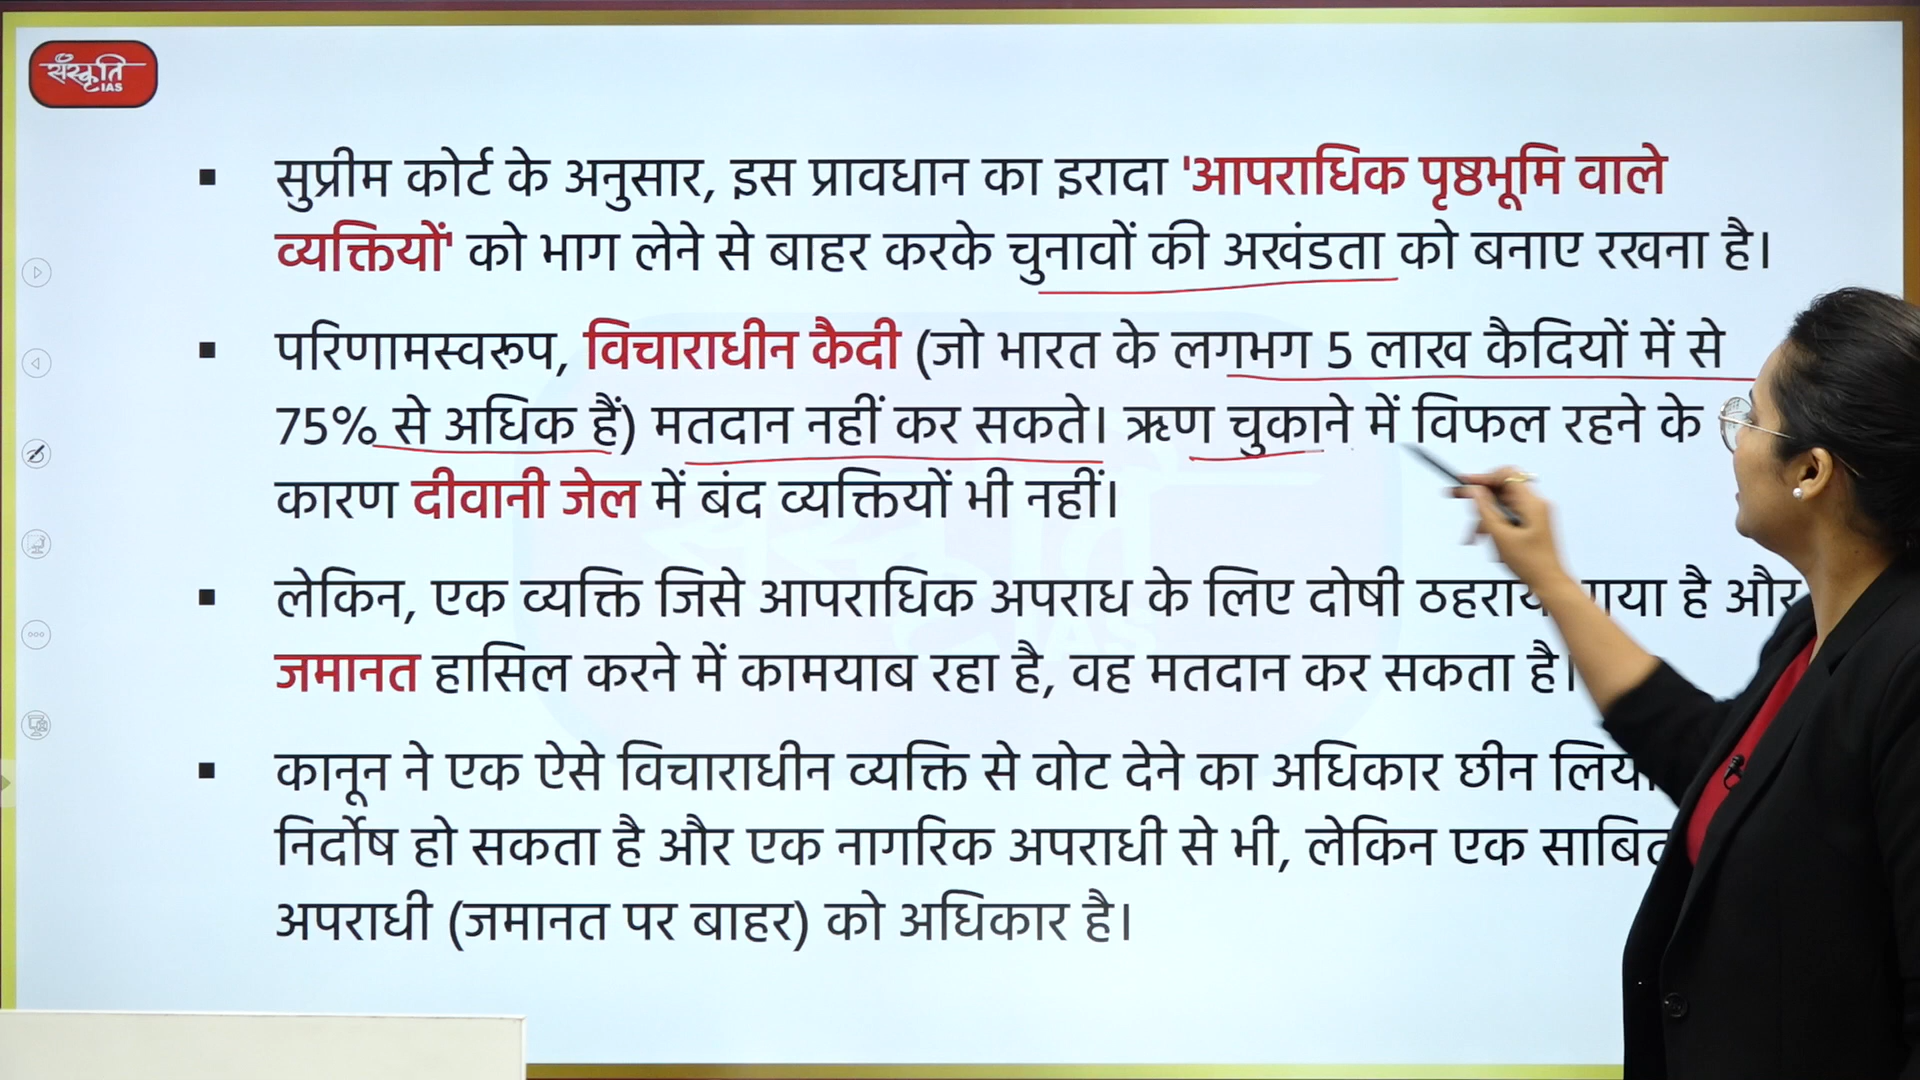 संस्कृति
IAS
▪ सुप्रीम कोर्ट के अनुसार, इस प्रावधान का इरादा 'आपराधिक पृष्ठभूमि वाले
व्यक्तियों' को भाग लेने से बाहर करके चुनावों की अखंडता को बनाए रखना है।
▪ परिणामस्वरूप, विचाराधीन कैदी (जो भारत के लगभग 5 लाख कैदियों में से
75% से अधिक हैं) मतदान नहीं कर सकते। ऋण चुकाने में विफल रहने के
कारण दीवानी जेल में बंद व्यक्तियों भी नहीं।
▪ लेकिन, एक व्यक्ति जिसे आपराधिक अपराध के लिए दोषी है और
जमानत हासिल करने में कामयाब रहा है, वह मतदान कर सकता है।
▪ कानून ने एक ऐसे विचाराधीन व्यक्ति से वोट देने का अधिकार छीन
निर्दोष हो सकता है और एक नागरिक अपराधी से भी, लेकिन एक
अपराधी (जमानत पर बाहर) को अधिकार है।